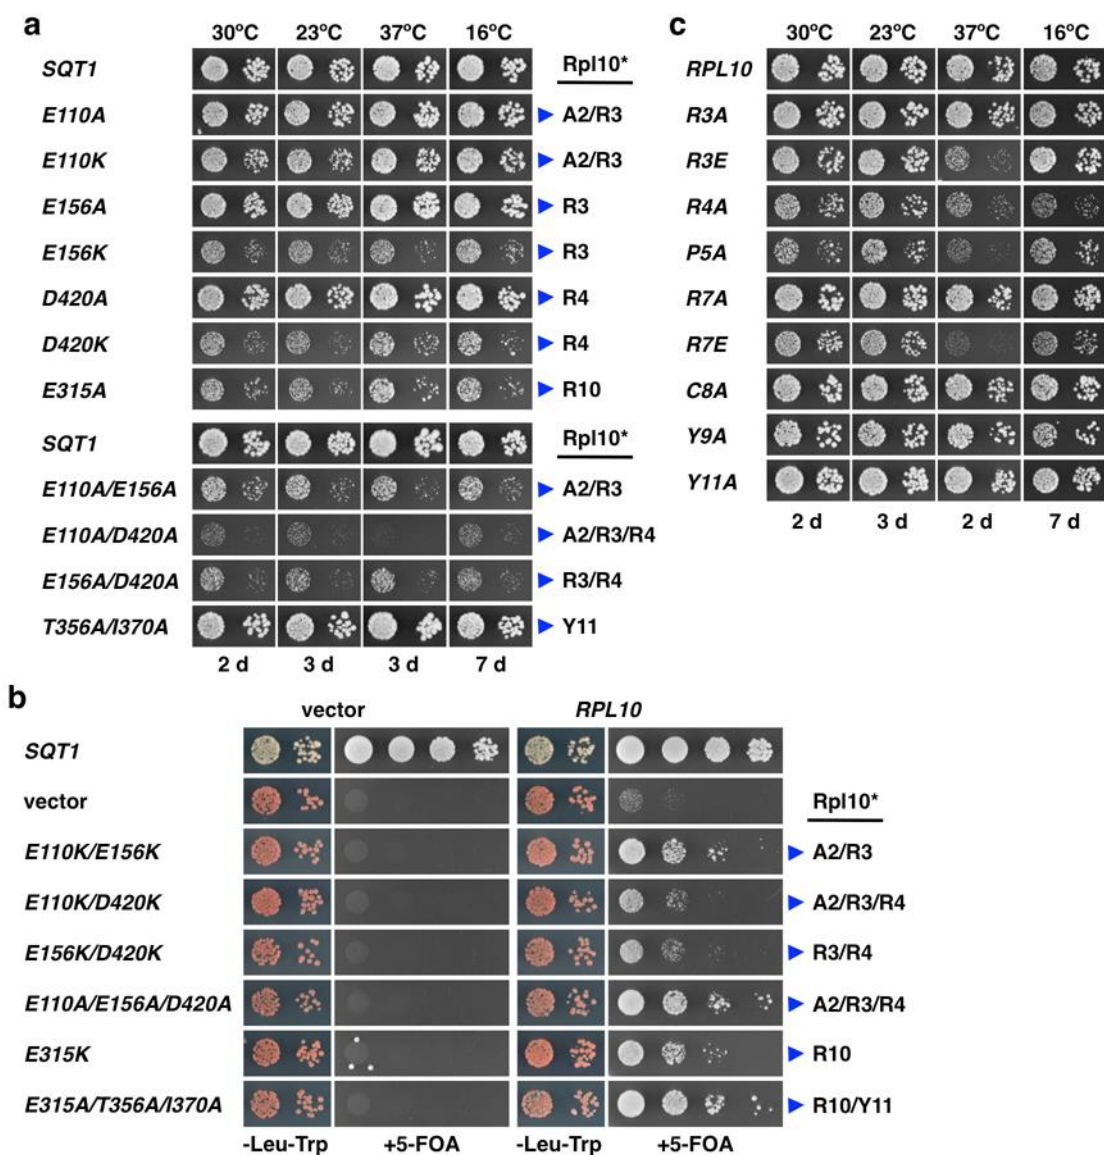 a
30°C 23°C 37°C 16°C
SQT1 Rpl10*
E110A A2/R3
E110K A2/R3
E156A R3
E156K R3
D420A R4
D420K R4
E315A R10
SQT1 Rpl10*
E110A/E156A A2/R3
E110A/D420A A2/R3/R4
E156A/D420A R3/R4
T356A/I370A Y11
2 d 3 d 3 d 7 d
c
30°C 23°C 37°C 16°C
RPL10
R3A
R3E
R4A
P5A
R7A
R7E
C8A
Y9A
Y11A
2 d 3 d 2 d 7 d
b
vector RPL10
SQT1
vector Rpl10*
E110K/E156K A2/R3
E110K/D420K A2/R3/R4
E156K/D420K R3/R4
E110A/E156A/D420A A2/R3/R4
E315K R10
E315A/T356A/I370A R10/Y11
-Leu-Trp +5-FOA -Leu-Trp +5-FOA